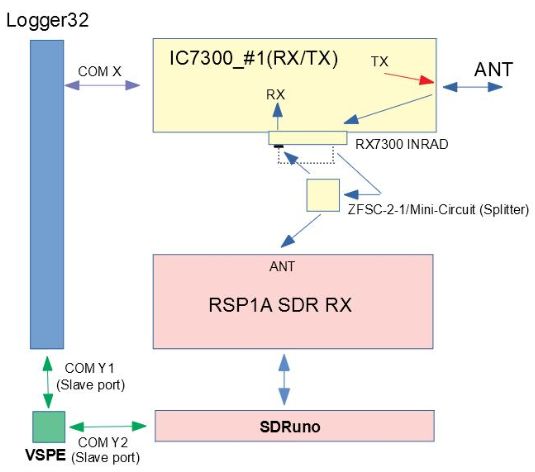 Logger32
IC7300_#1(RX/TX)
COM X
TX
ANT
RX
RX7300 INRAD
ZFSC-2-1/Mini-Circuit (Splitter)
ANT
RSP1A SDR RX
COM Y1
(Slave port)
VSPE
COM Y2
(Slave port)
SDRuno